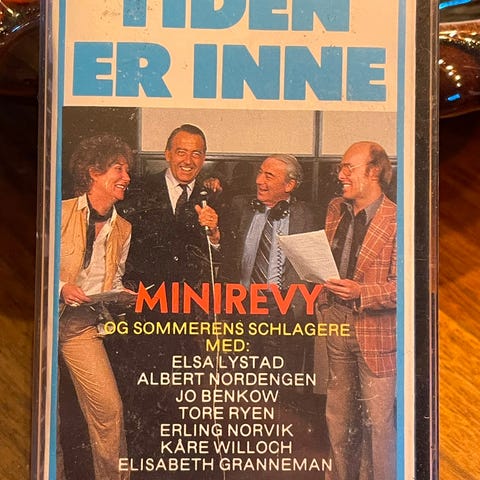 TIDEN
ER INNE
MINIREVY
OG SOMMERENS SCHLAGERE
MED:
ELSA LYSTAD
ALBERT NORDENGEN
JO BENKOW
TORE RYEN
ERLING NORVIK
KÅRE WILLOCH
ELISABETH GRANNEMAN